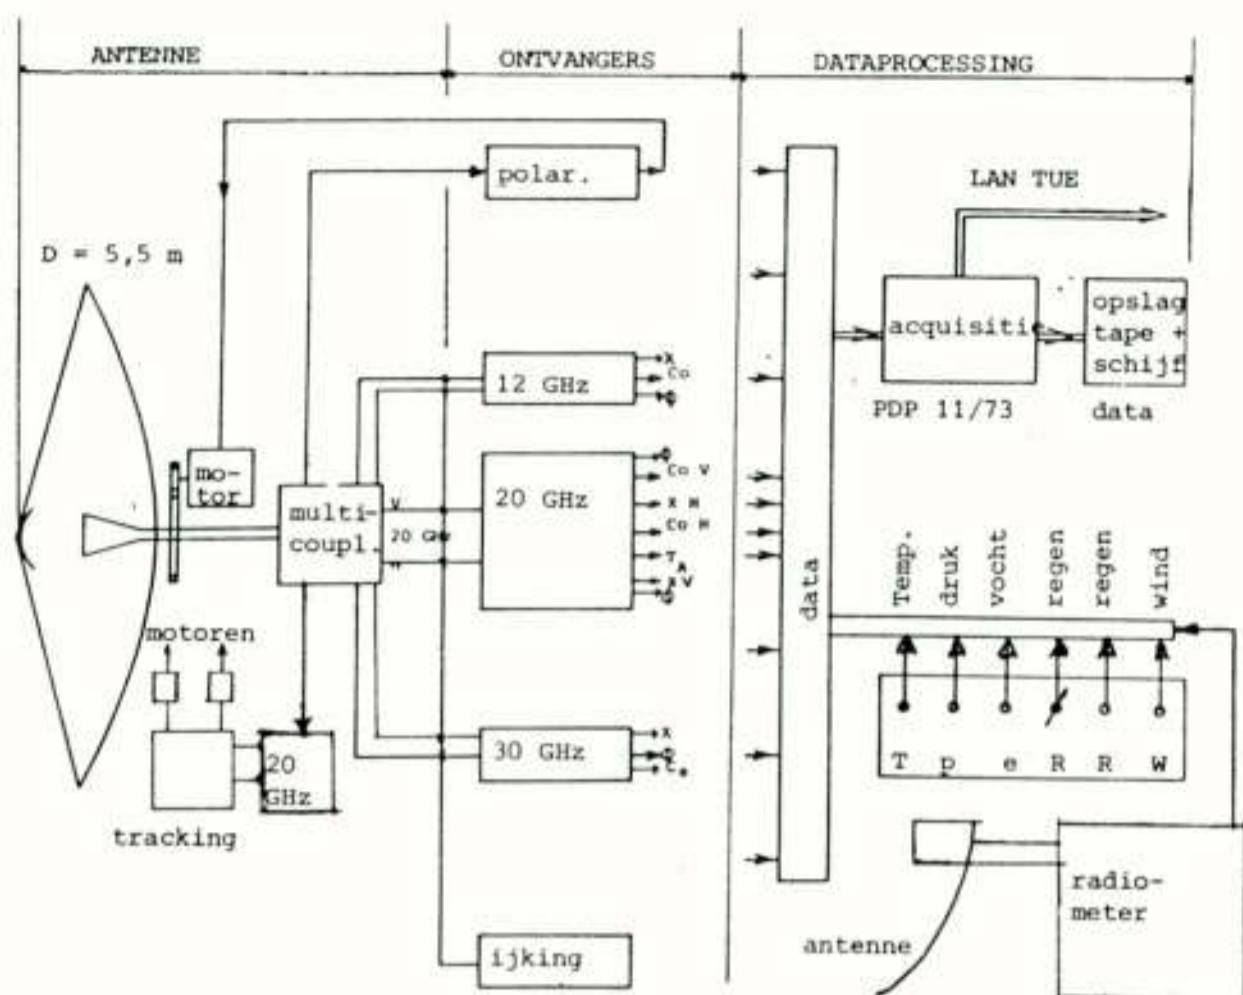 ANTENNE
ONTVANGERS
DATAPROCESSING
polar.
LAN TUE
D = 5,5 m
12 GHz
X
Co
Φ
acquisitie
opslag
tape +
schijf
PDP 11/73
data
mo-
tor
multi-
coupl.
V
20 GHz
H
20 GHz
Φ
Co V
X H
Co H
T A
X V
Φ
data
Temp.
druk
vocht
regen
regen
wind
T p e R R W
motoren
20
GHz
tracking
30 GHz
X
Φ
radio-
meter
antenne
ijking